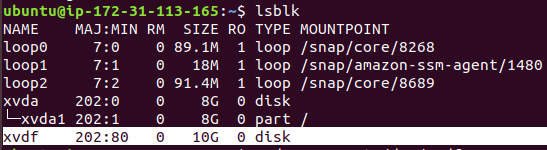 ubuntu@ip-172-31-113-165:~$ lsblk
NAME    MAJ:MIN RM  SIZE RO TYPE MOUNTPOINT
loop0     7:0    0 89.1M  1 loop /snap/core/8268
loop1     7:1    0   18M  1 loop /snap/amazon-ssm-agent/1480
loop2     7:2    0 91.4M  1 loop /snap/core/8689
xvda    202:0    0    8G  0 disk
└─xvda1 202:1    0    8G  0 part /
xvdf    202:80   0   10G  0 disk